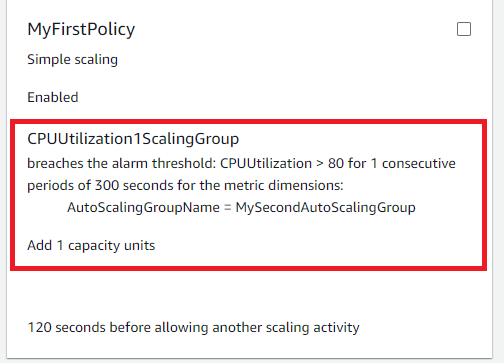 MyFirstPolicy
Simple scaling
Enabled
CPUUtilization1ScalingGroup
breaches the alarm threshold: CPUUtilization > 80 for 1 consecutive
periods of 300 seconds for the metric dimensions:
AutoScalingGroupName = MySecondAutoScalingGroup
Add 1 capacity units
120 seconds before allowing another scaling activity